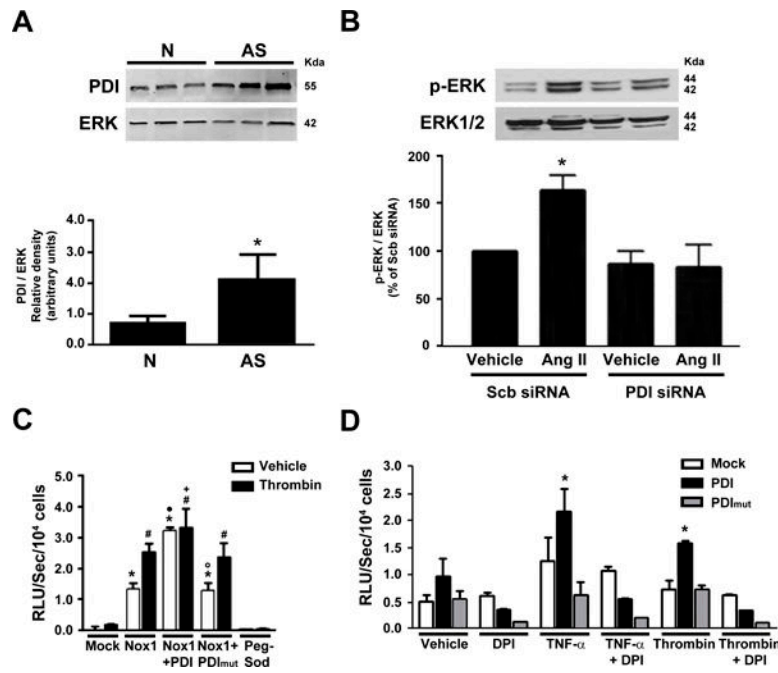 A
N AS
Kda
PDI 55
ERK 42
PDI / ERK
Relative density
(arbitrary units)
4.0
3.0
4.0
1.0
0.0
*
N AS
B
Kda
p-ERK 44
42
ERK1/2 44
42
p-ERK / ERK
(% of Scb siRNA)
200
150
100
50
0
*
Vehicle Ang II Vehicle Ang II
Scb siRNA PDI siRNA
C
RLU/Sec/10⁴ cells
5.0
4.0
3.0
2.0
1.0
0.0
Vehicle
Thrombin
* # • * + # ° * #
Mock Nox1 Nox1 Nox1+ Peg-
+PDI PDImut Sod
D
RLU/Sec/10⁴ cells
3.0
2.5
2.0
1.5
1.0
0.5
0.0
Mock
PDI
PDImut
* *
Vehicle DPI TNF-α TNF-α Thrombin Thrombin
+ DPI + DPI